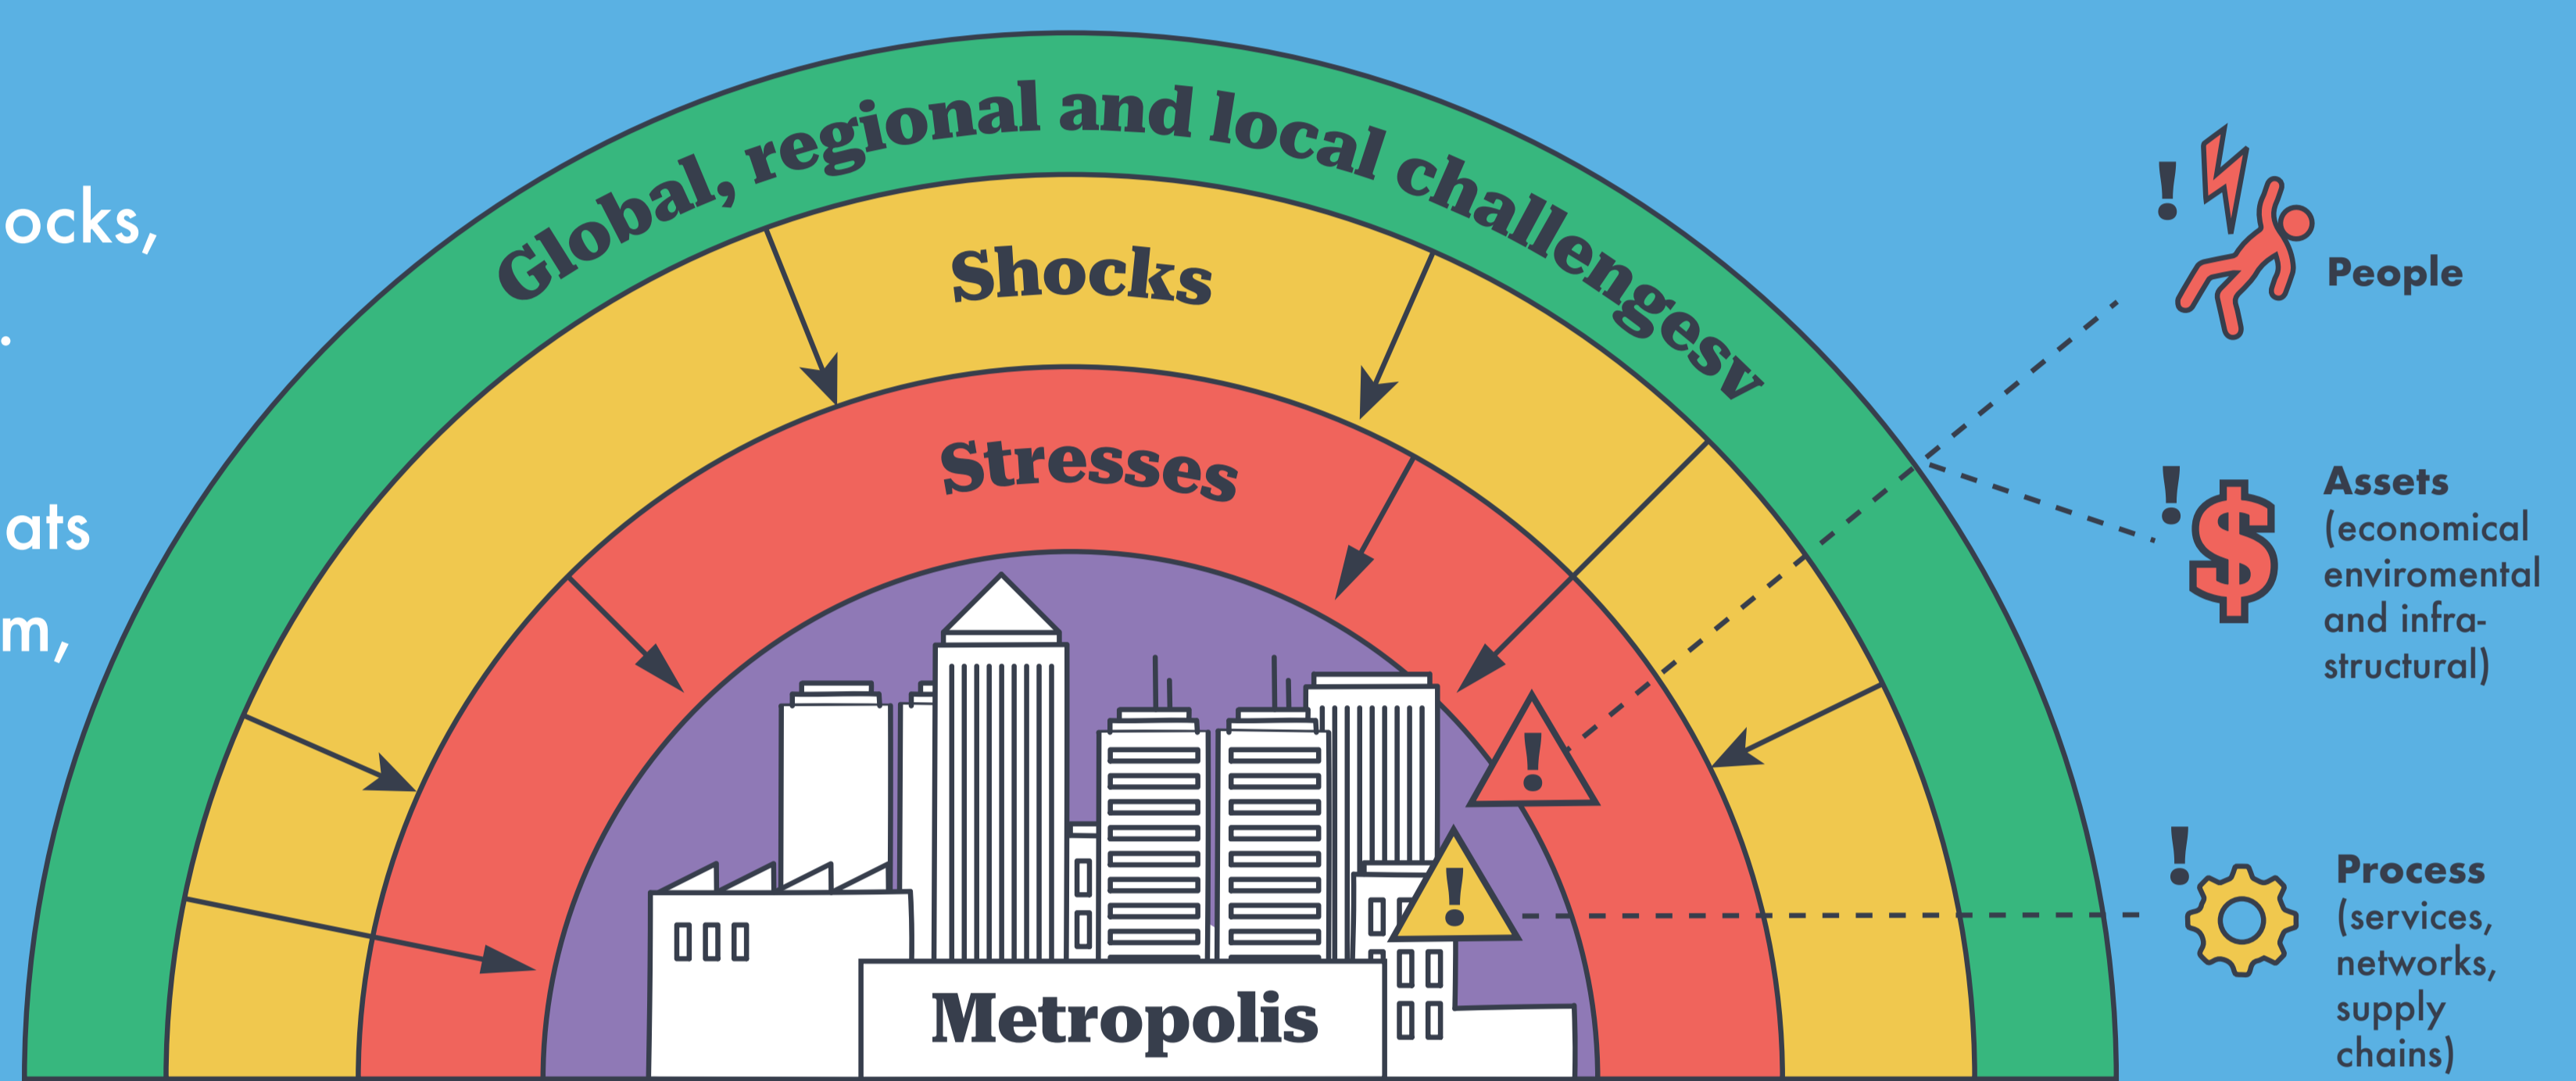 ocks,
.
ats
m,
Global, regional and local challengesv
Shocks
Stresses
Metropolis
!
!
!
People
!
Assets
(economical
enviromental
and infra-
structural)
$
!
Process
(services,
networks,
supply
chains)